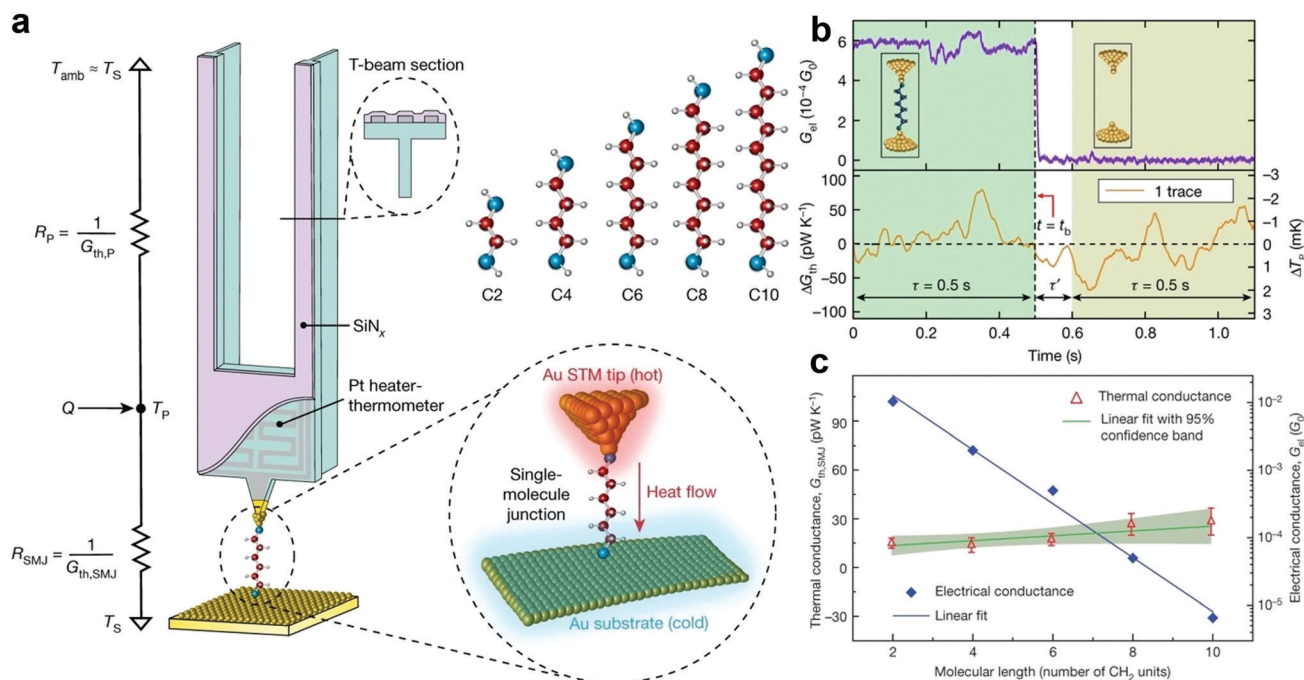 a
T_amb ≈ T_S
R_P = 1/G_th,P
Q
T_P
R_SMJ = 1/G_th,SMJ
T_S
T-beam section
SiN_x
Pt heater-
thermometer
C2 C4 C6 C8 C10
Au STM tip (hot)
Single-
molecule
junction
Heat flow
Au substrate (cold)
b
G_el (10⁻⁴ G_0)
6
4
2
0
ΔG_th (pW K⁻¹)
100
50
0
−50
−100
1 trace
t = t_b
τ = 0.5 s
τ′
τ = 0.5 s
−3
−2
−1
0
1
2
3
ΔT_P (mK)
0 0.2 0.4 0.6 0.8 1.0
Time (s)
c
Thermal conductance, G_th,SMJ (pW K⁻¹)
120
90
60
30
0
−30
Thermal conductance
Linear fit with 95%
confidence band
Electrical conductance
Linear fit
10⁻²
10⁻³
10⁻⁴
10⁻⁵
Electrical conductance, G_el (G_0)
2 4 6 8 10
Molecular length (number of CH₂ units)